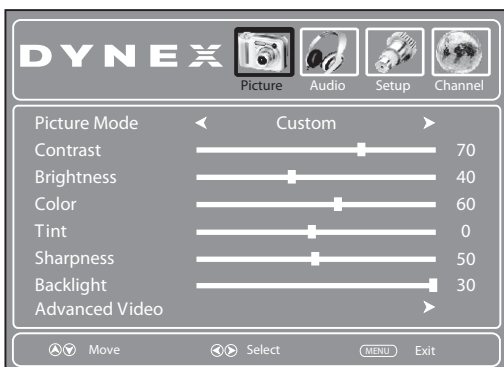 DYNEX
Picture Audio Setup Channel
Picture Mode Custom
Contrast 70
Brightness 40
Color 60
Tint 0
Sharpness 50
Backlight 30
Advanced Video
Move Select MENU Exit